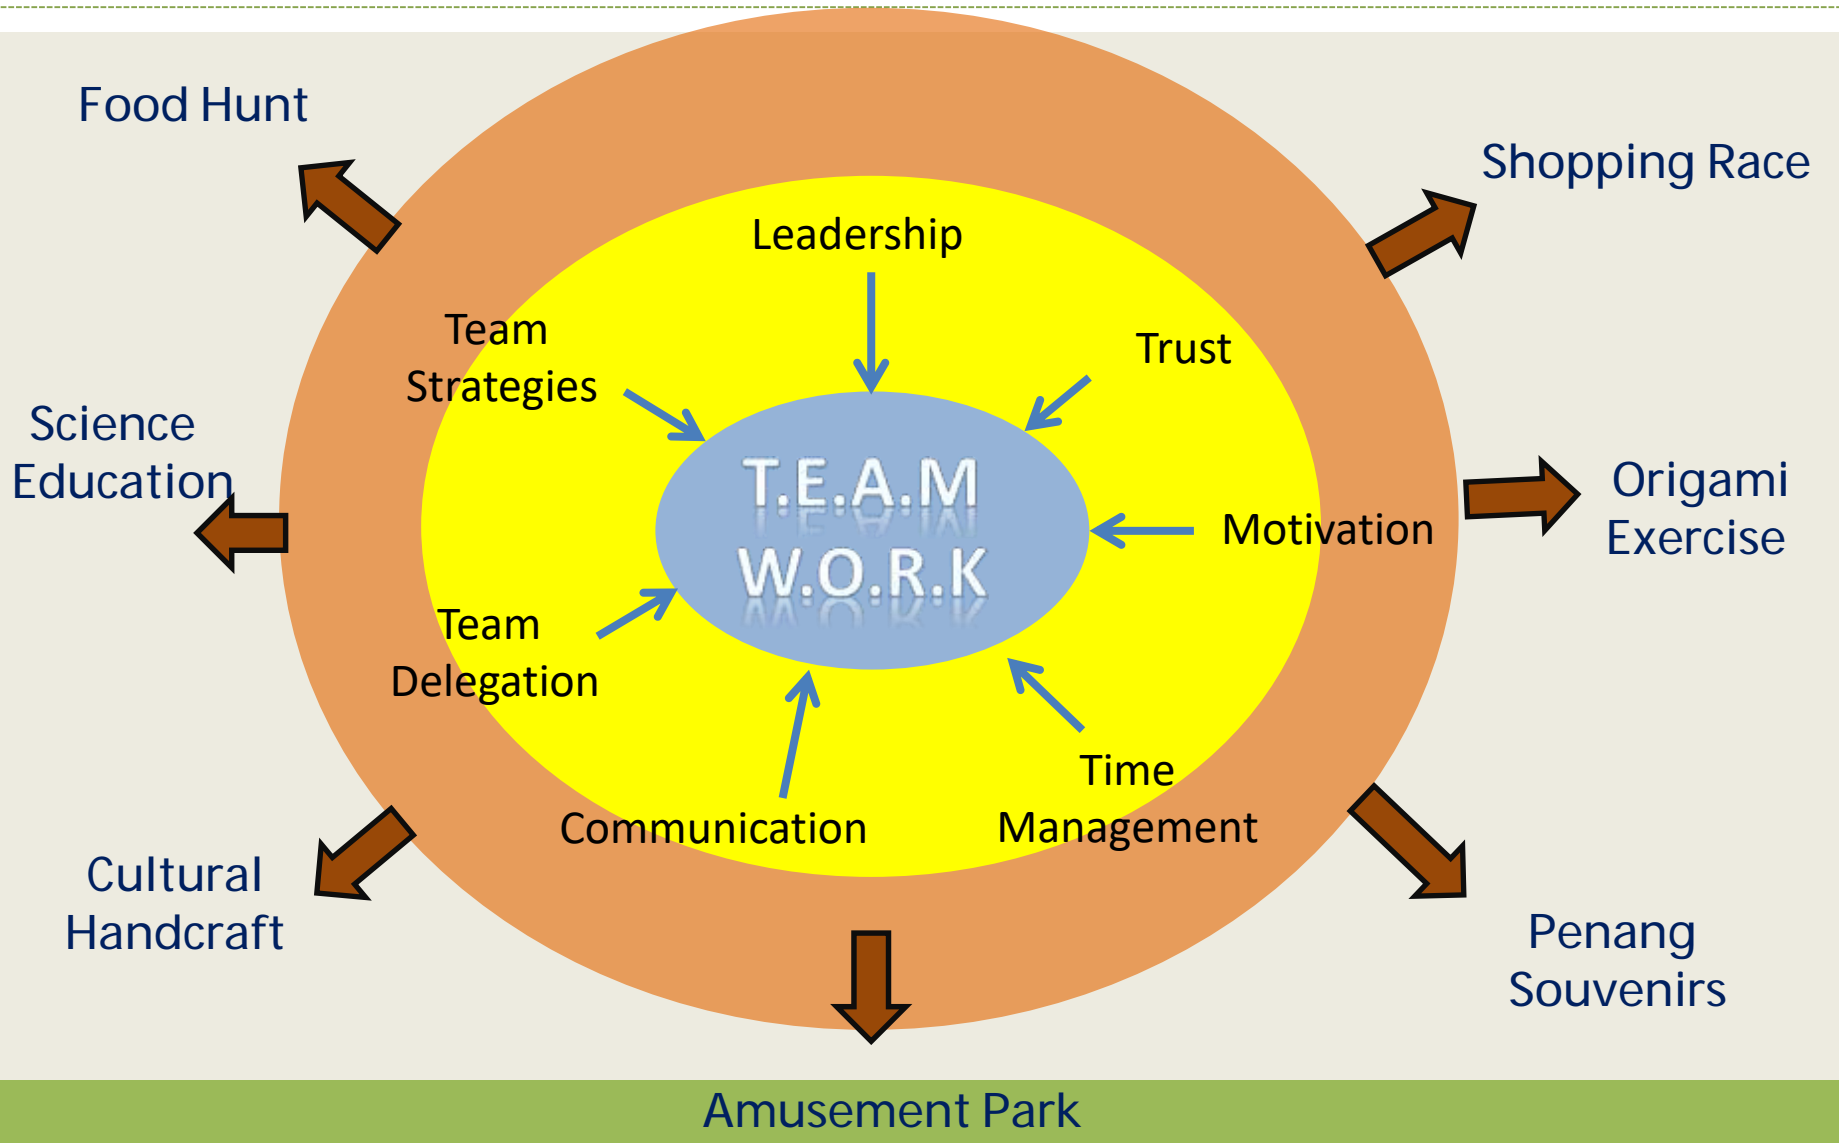 Food Hunt
Shopping Race
Leadership
Team
Strategies
Trust
Science
Education
T.E.A.M
W.O.R.K
Motivation
Origami
Exercise
Team
Delegation
Time
Management
Communication
Cultural
Handcraft
Penang
Souvenirs
Amusement Park